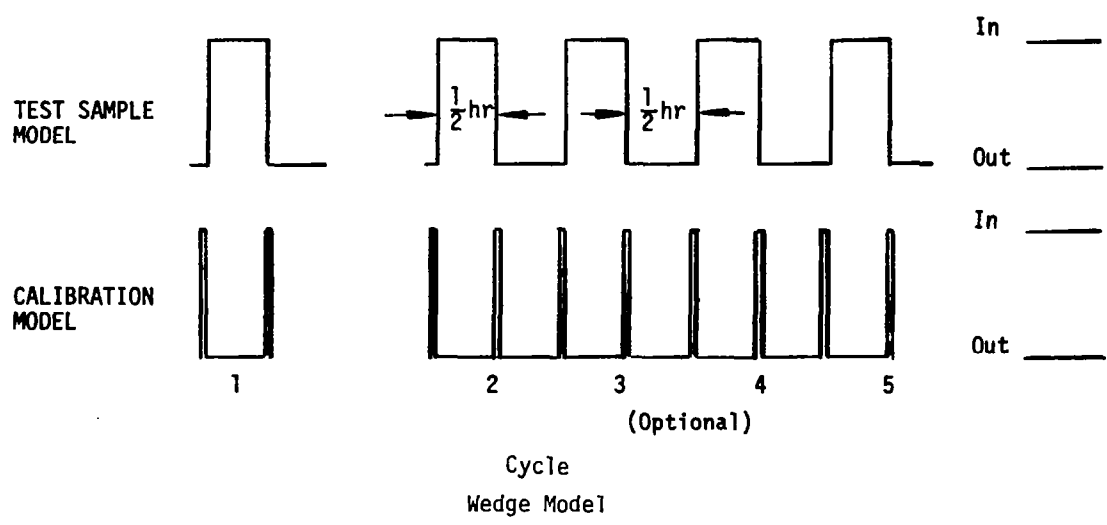 In
TEST SAMPLE
MODEL
1/2 hr
1/2 hr
Out
In
CALIBRATION
MODEL
Out
1 2 3 4 5
(Optional)
Cycle
Wedge Model